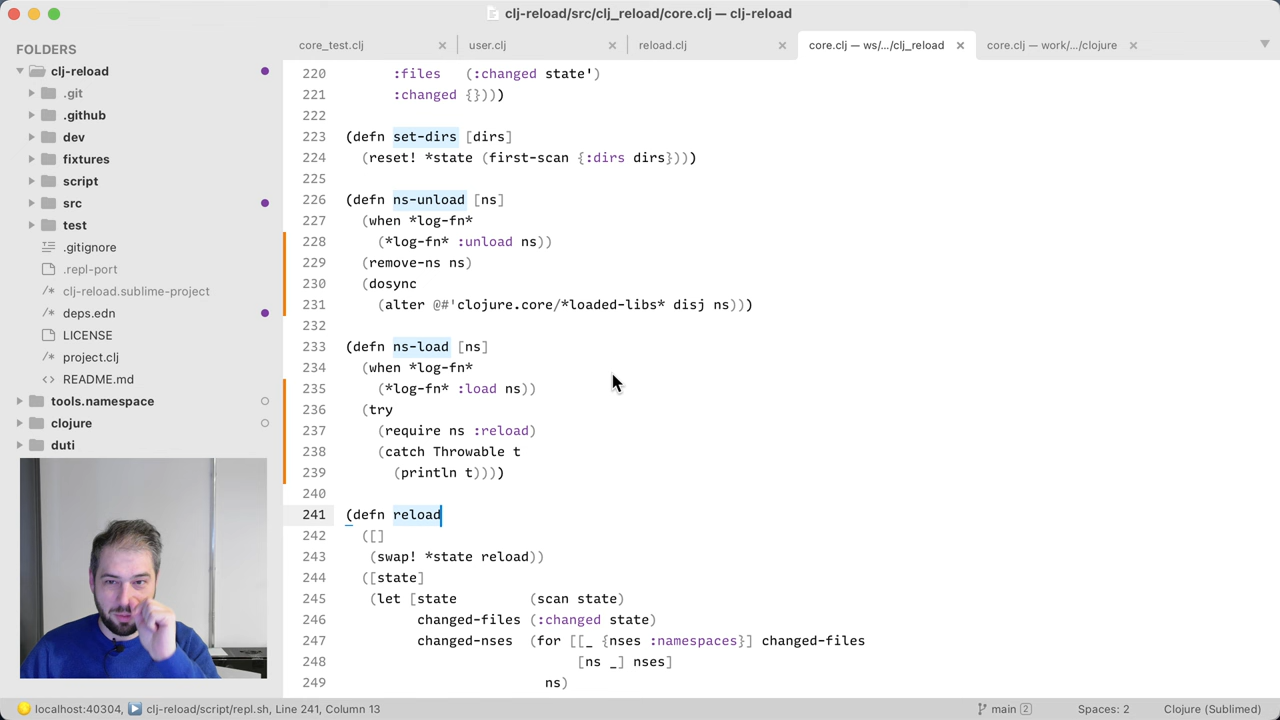 clj-reload/src/clj_reload/core.clj — clj-reload
FOLDERS
clj-reload
.git
.github
dev
fixtures
script
src
test
.gitignore
.repl-port
clj-reload.sublime-project
deps.edn
LICENSE
project.clj
README.md
tools.namespace
clojure
duti
core_test.clj
user.clj
reload.clj
core.clj — ws/.../clj_reload
core.clj — work/.../clojure
220 :files (:changed state')
221 :changed {})))
222
223 (defn set-dirs [dirs]
224 (reset! *state (first-scan {:dirs dirs})))
225
226 (defn ns-unload [ns]
227 (when *log-fn*
228 (*log-fn* :unload ns))
229 (remove-ns ns)
230 (dosync
231 (alter @#'clojure.core/*loaded-libs* disj ns)))
232
233 (defn ns-load [ns]
234 (when *log-fn*
235 (*log-fn* :load ns))
236 (try
237 (require ns :reload)
238 (catch Throwable t
239 (println t))))
240
241 (defn reload
242 ([]
243 (swap! *state reload))
244 ([state]
245 (let [state (scan state)
246 changed-files (:changed state)
247 changed-nses (for [[_ {nses :namespaces}] changed-files
248 [ns _] nses]
249 ns)
localhost:40304, clj-reload/script/repl.sh, Line 241, Column 13
main 2
Spaces: 2
Clojure (Sublimed)